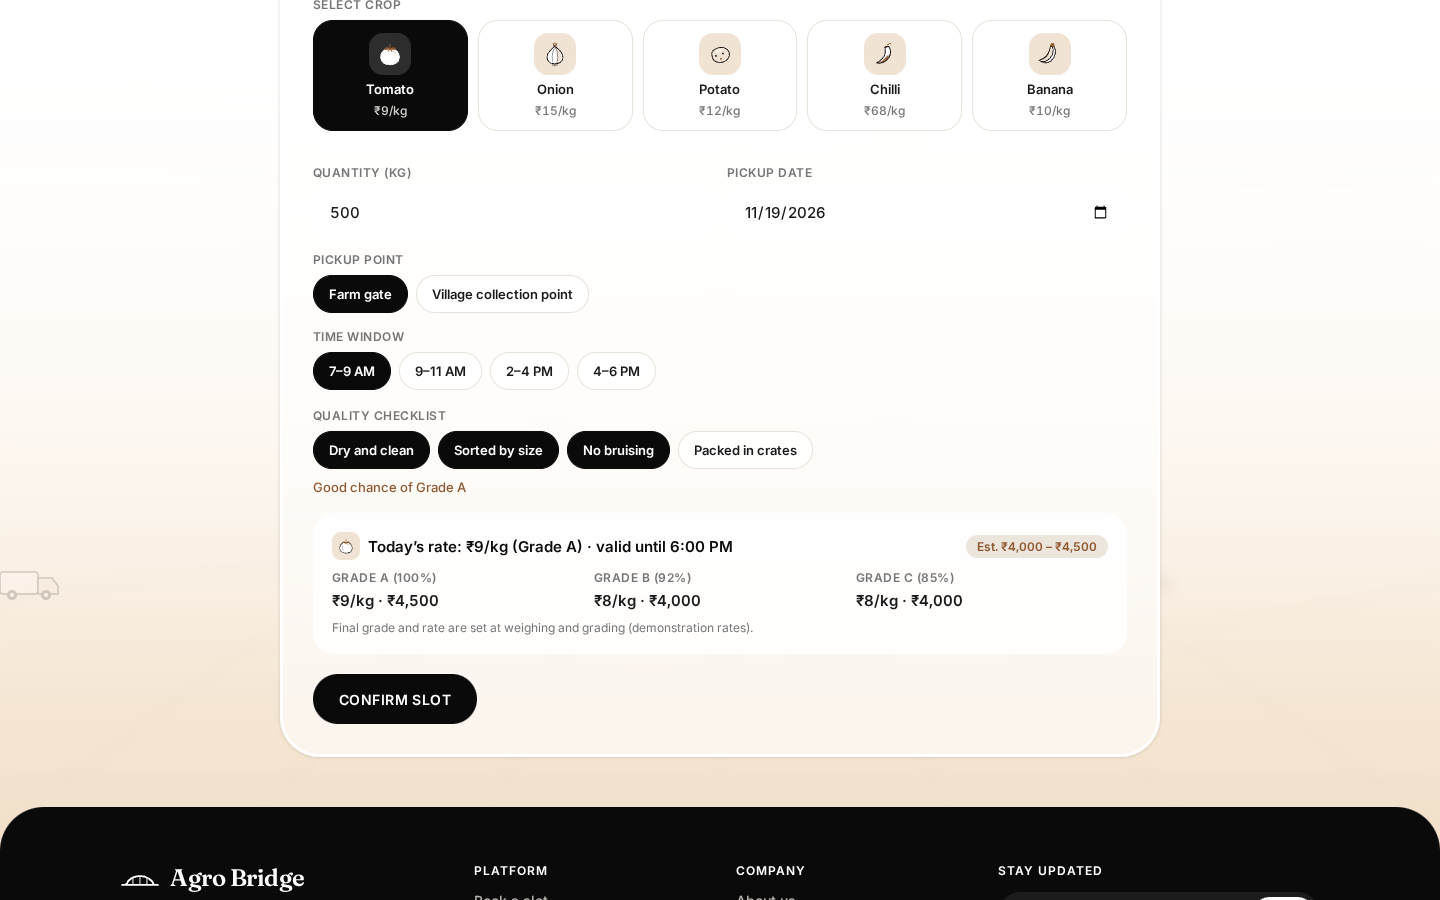 SELECT CROP
Tomato
₹9/kg
Onion
₹15/kg
Potato
₹12/kg
Chilli
₹68/kg
Banana
₹10/kg
QUANTITY (KG)
PICKUP DATE
500
11/19/2026
PICKUP POINT
Farm gate
Village collection point
TIME WINDOW
7–9 AM
9–11 AM
2–4 PM
4–6 PM
QUALITY CHECKLIST
Dry and clean
Sorted by size
No bruising
Packed in crates
Good chance of Grade A
Today’s rate: ₹9/kg (Grade A) · valid until 6:00 PM
Est. ₹4,000 – ₹4,500
GRADE A (100%)
₹9/kg · ₹4,500
GRADE B (92%)
₹8/kg · ₹4,000
GRADE C (85%)
₹8/kg · ₹4,000
Final grade and rate are set at weighing and grading (demonstration rates).
CONFIRM SLOT
Agro Bridge
PLATFORM
Book a slot
COMPANY
About us
STAY UPDATED